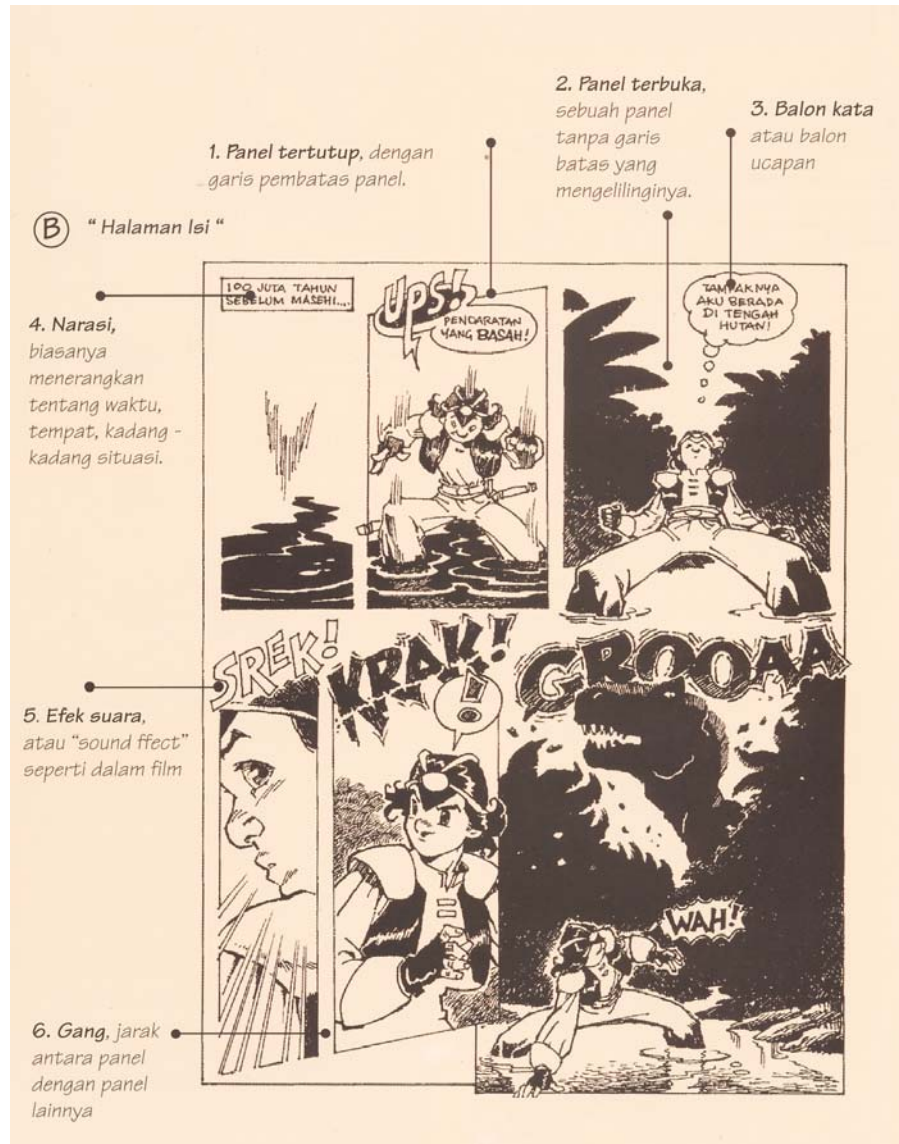 2. Panel terbuka,
sebuah panel
tanpa garis
batas yang
mengelilinginya.
3. Balon kata
atau balon
ucapan
1. Panel tertutup, dengan
garis pembatas panel.
B
" Halaman Isi "
4. Narasi,
biasanya
menerangkan
tentang waktu,
tempat, kadang -
kadang situasi.
100 JUTA TAHUN
SEBELUM MASEHI....
UPS!
PENDARATAN
YANG BASAH!
TAMPAKNYA
AKU BERADA
DI TENGAH
HUTAN!
5. Efek suara,
atau "sound ffect"
seperti dalam film
SREK!
KRAK!
!
GROOAA
WAH!
6. Gang, jarak
antara panel
dengan panel
lainnya